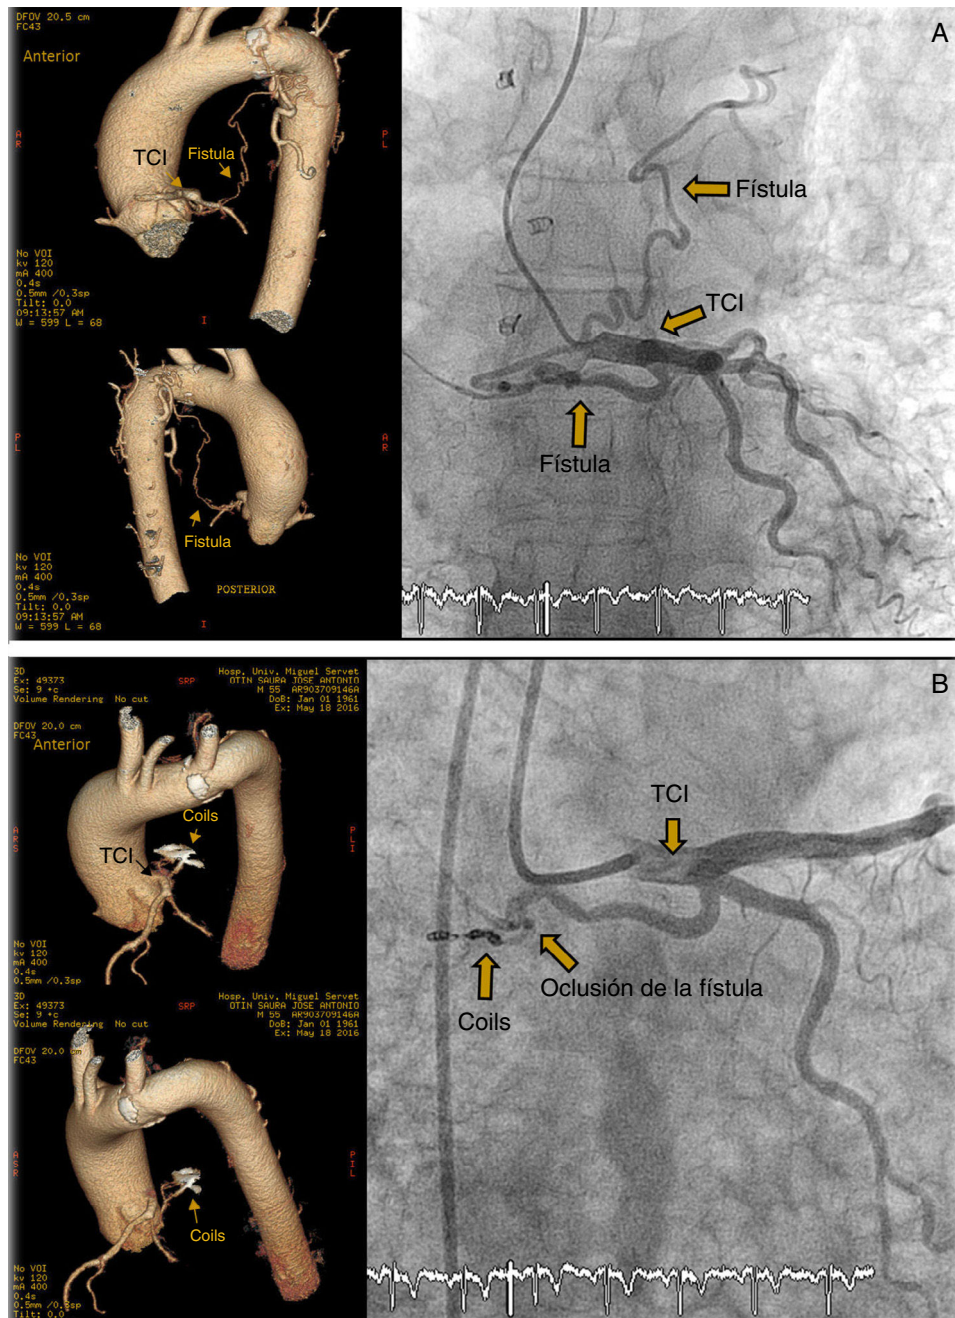 DFOV 20.5 cm
FC43
Anterior
A
A
R
P
L
TCI
Fistula
No VOI
kv 120
mA 400
0.4s
0.5mm /0.3sp
Tilt: 0.0
09:13:57 AM
W = 599 L = 68
I
Fístula
TCI
Fístula
P
L
A
R
Fistula
No VOI
kv 120
mA 400
0.4s
0.5mm /0.3sp
Tilt: 0.0
09:13:57 AM
W = 599 L = 68
POSTERIOR
I
3D
Ex: 49373
Se: 9 +c
Volume Rendering No cut
SRP
Hosp. Univ. Miguel Servet
OTIN SAURA JOSE ANTONIO
M 55 AR903709146A
DoB: Jan 01 1961
Ex: May 18 2016
DFOV 20.0 cm
FC43
Anterior
B
Coils
TCI
A
R
S
P
L
I
No VOI
kv 120
mA 400
0.4s
0.5mm /0.3sp
TCI
Oclusión de la fístula
Coils
3D
Ex: 49373
Se: 9 +c
Volume Rendering No cut
SRP
Hosp. Univ. Miguel Servet
OTIN SAURA JOSE ANTONIO
M 55 AR903709146A
DoB: Jan 01 1961
Ex: May 18 2016
DFOV 20.0 cm
FC43
A
S
R
P
I
L
Coils
No VOI
kv 120
mA 400
0.4s
0.5mm /0.3sp
Tilt: 0.0